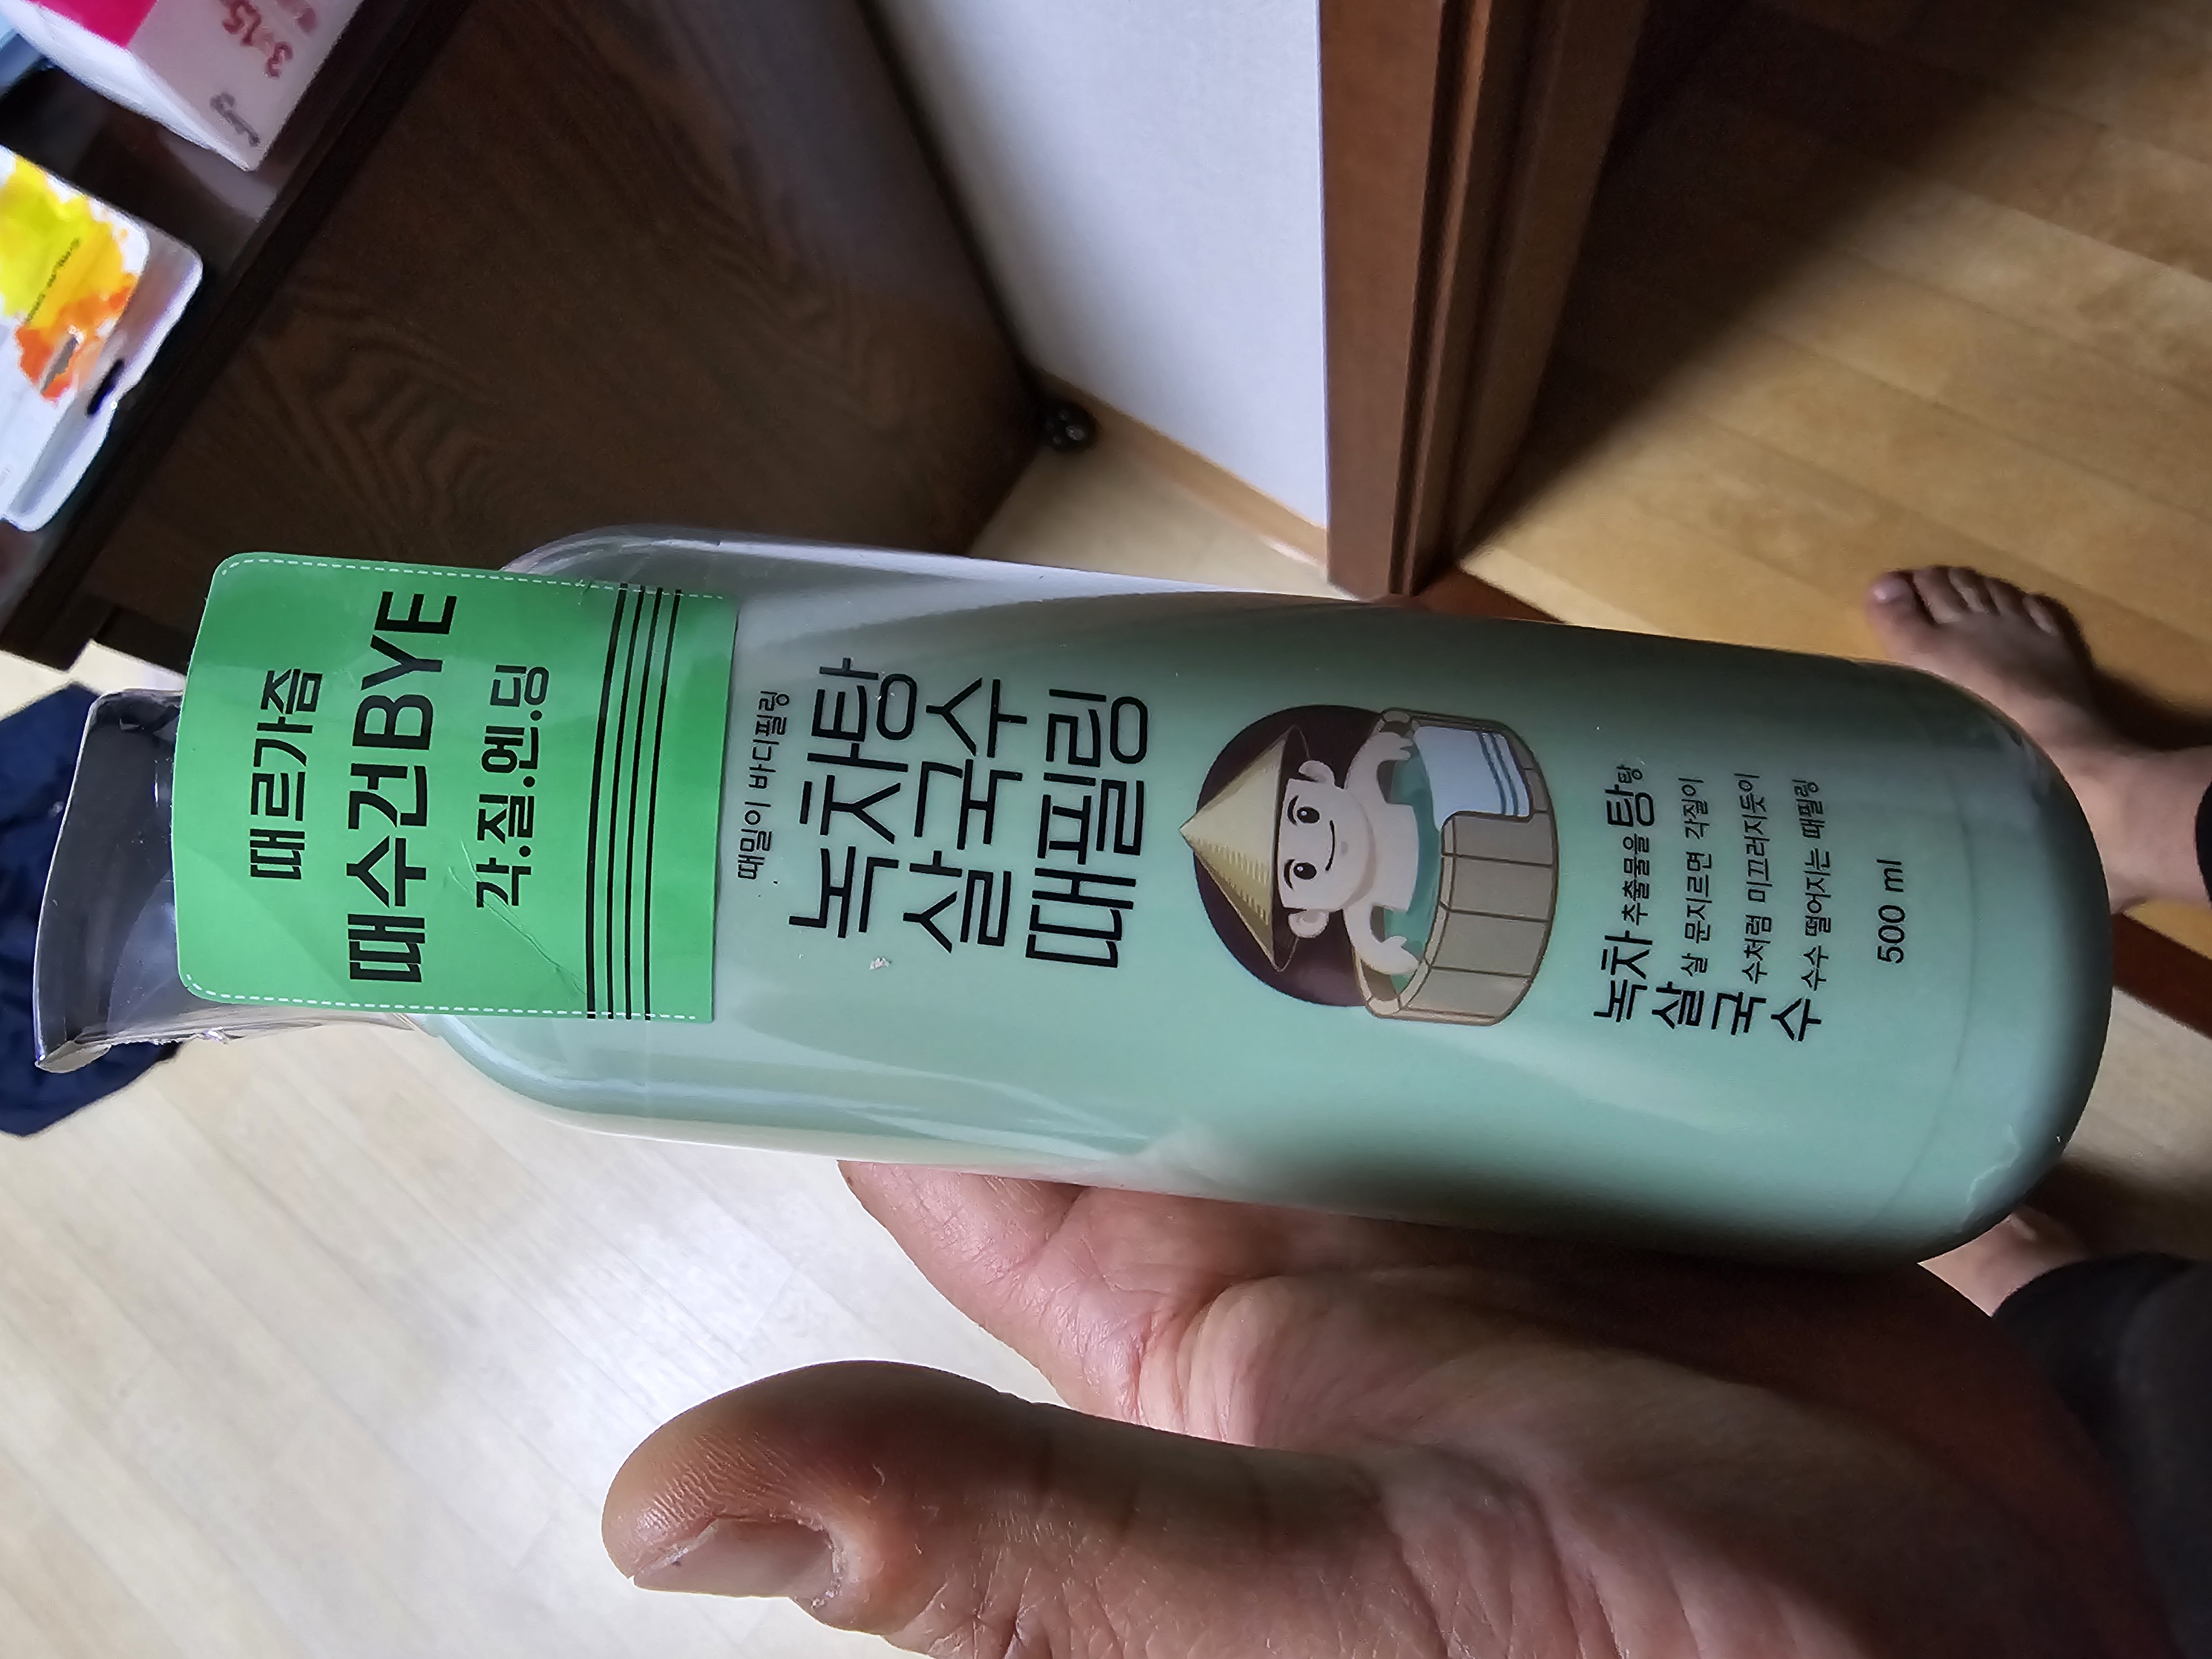 때르가즘
때수건BYE
각.질.엔.딩
때밀이 바디필링
녹차탕
살국수
때필링
녹차 추출물을 탕탕
살 살 문지르면 각질이
국 수처럼 미끄러지듯이
수 수수 떨어지는 때필링
500 ml
3•15